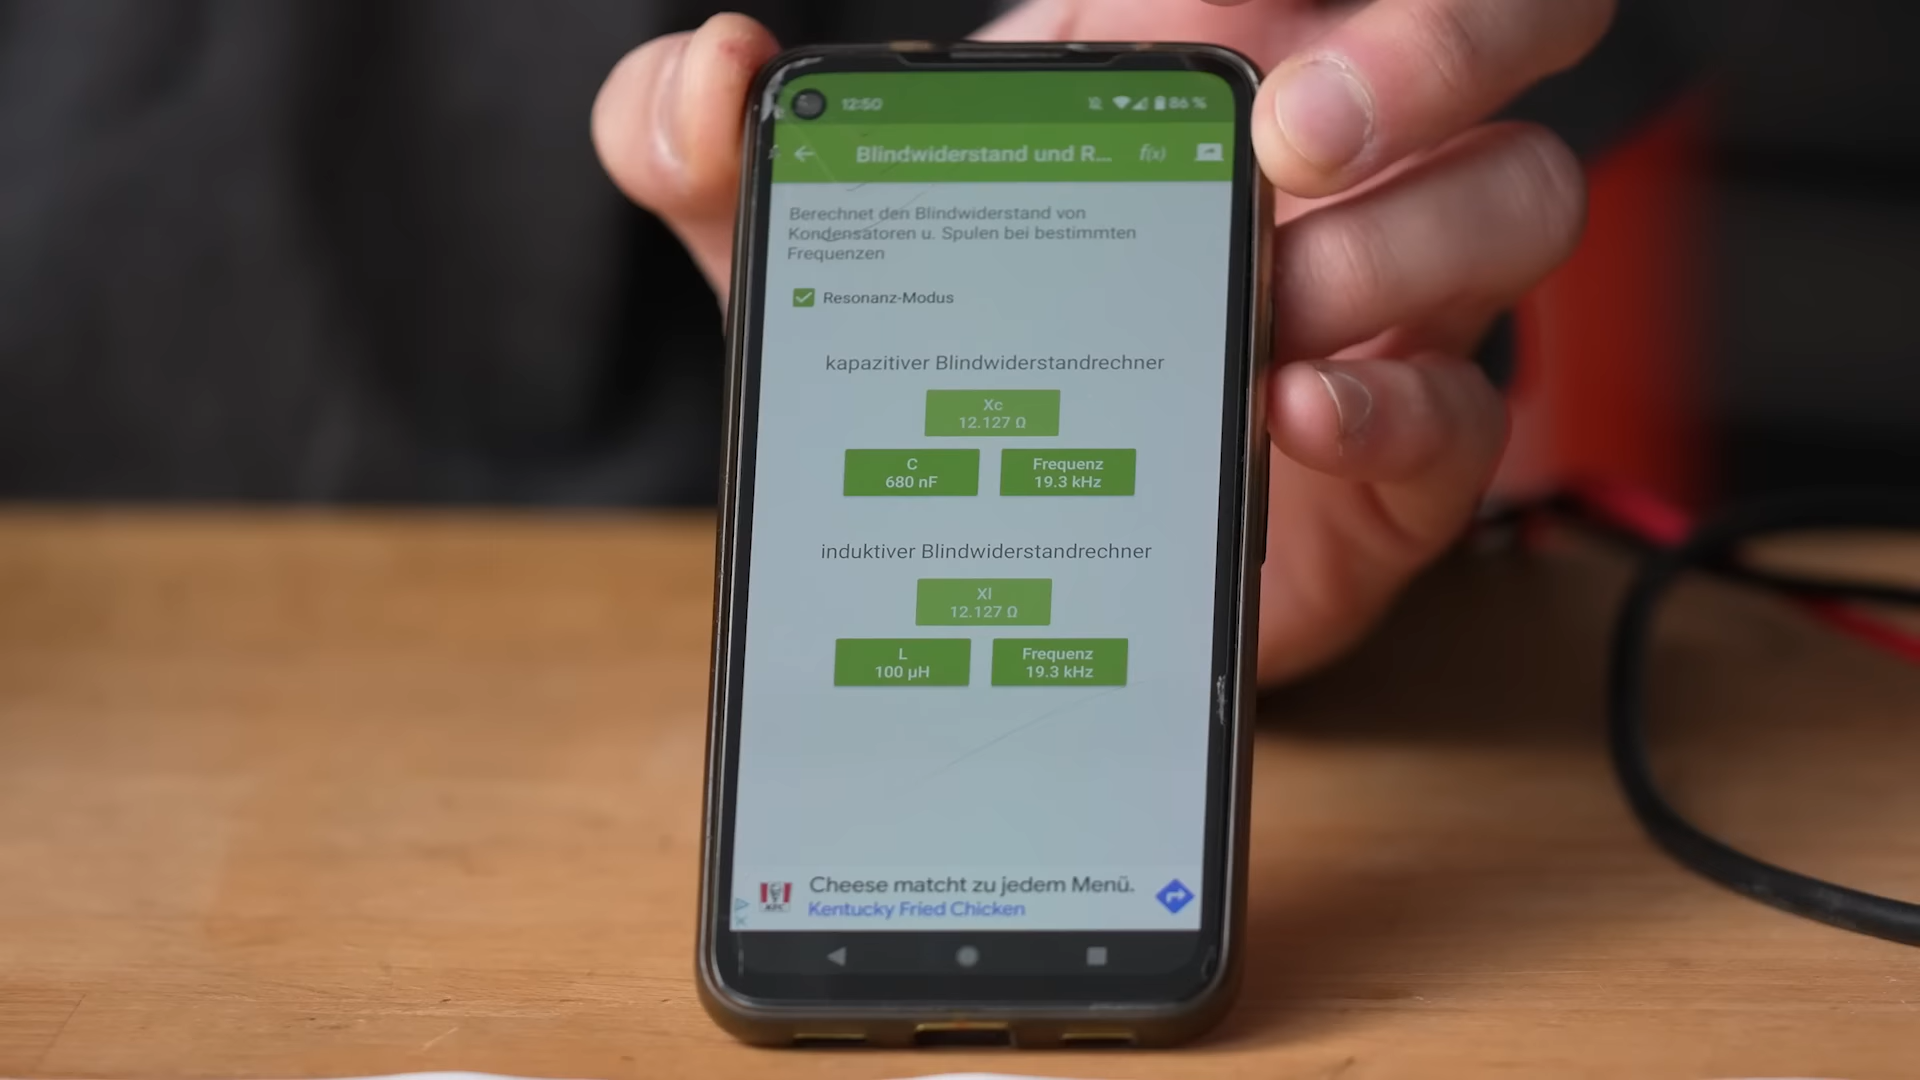 12:50
86 %
Blindwiderstand und R...
f(x)
Berechnet den Blindwiderstand von
Kondensatoren u. Spulen bei bestimmten
Frequenzen
Resonanz-Modus
kapazitiver Blindwiderstandrechner
Xc
12.127 Ω
C
680 nF
Frequenz
19.3 kHz
induktiver Blindwiderstandrechner
Xl
12.127 Ω
L
100 µH
Frequenz
19.3 kHz
Cheese matcht zu jedem Menü.
KFC
Kentucky Fried Chicken